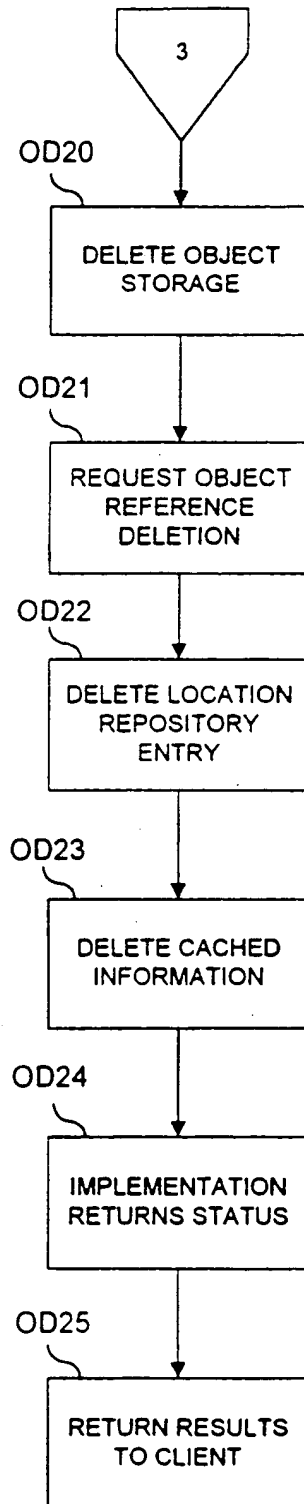 3
OD20
DELETE OBJECT
STORAGE
OD21
REQUEST OBJECT
REFERENCE
DELETION
OD22
DELETE LOCATION
REPOSITORY
ENTRY
OD23
DELETE CACHED
INFORMATION
OD24
IMPLEMENTATION
RETURNS STATUS
OD25
RETURN RESULTS
TO CLIENT